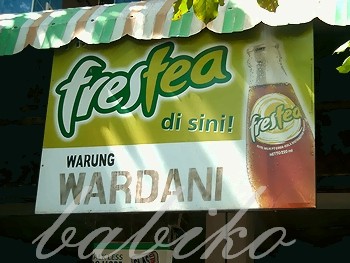 frestea
di sini!
WARUNG
WARDANI
frestea
babiko